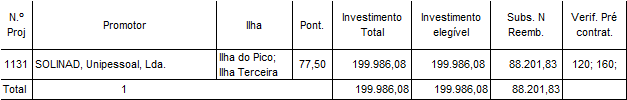 N.º Proj Promotor Ilha Pont. Investimento Total Investimento elegível Subs. N Reemb. Verif. Pré contrat.
1131 SOLINAD, Unipessoal, Lda. Ilha do Pico; Ilha Terceira 77,50 199.986,08 199.986,08 88.201,83 120; 160;
Total 1 199.986,08 199.986,08 88.201,83